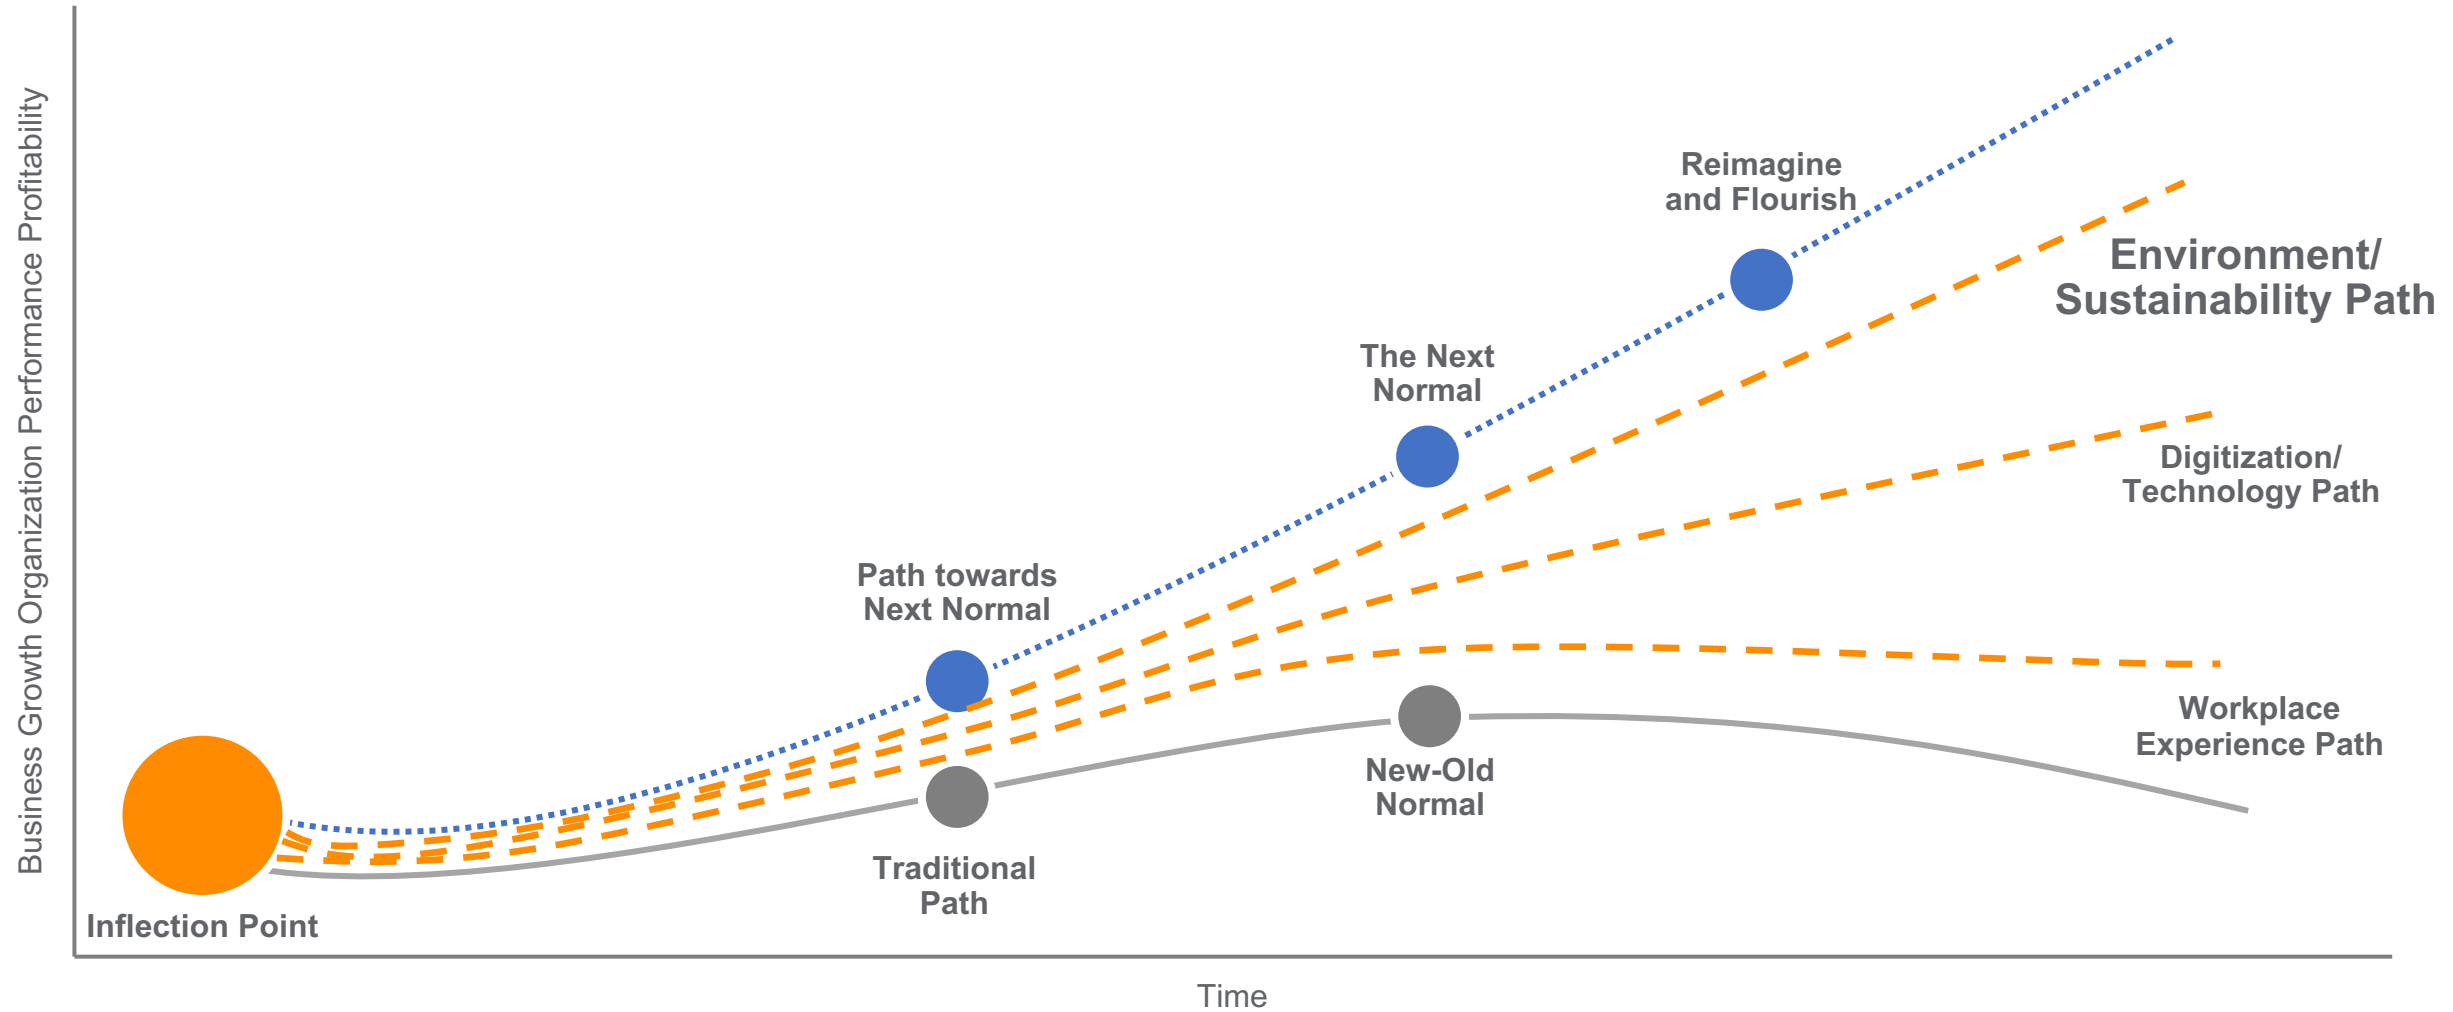 Business Growth Organization Performance Profitability
Reimagine
and Flourish
Environment/
Sustainability Path
The Next
Normal
Digitization/
Technology Path
Path towards
Next Normal
Workplace
Experience Path
New-Old
Normal
Traditional
Path
Inflection Point
Time